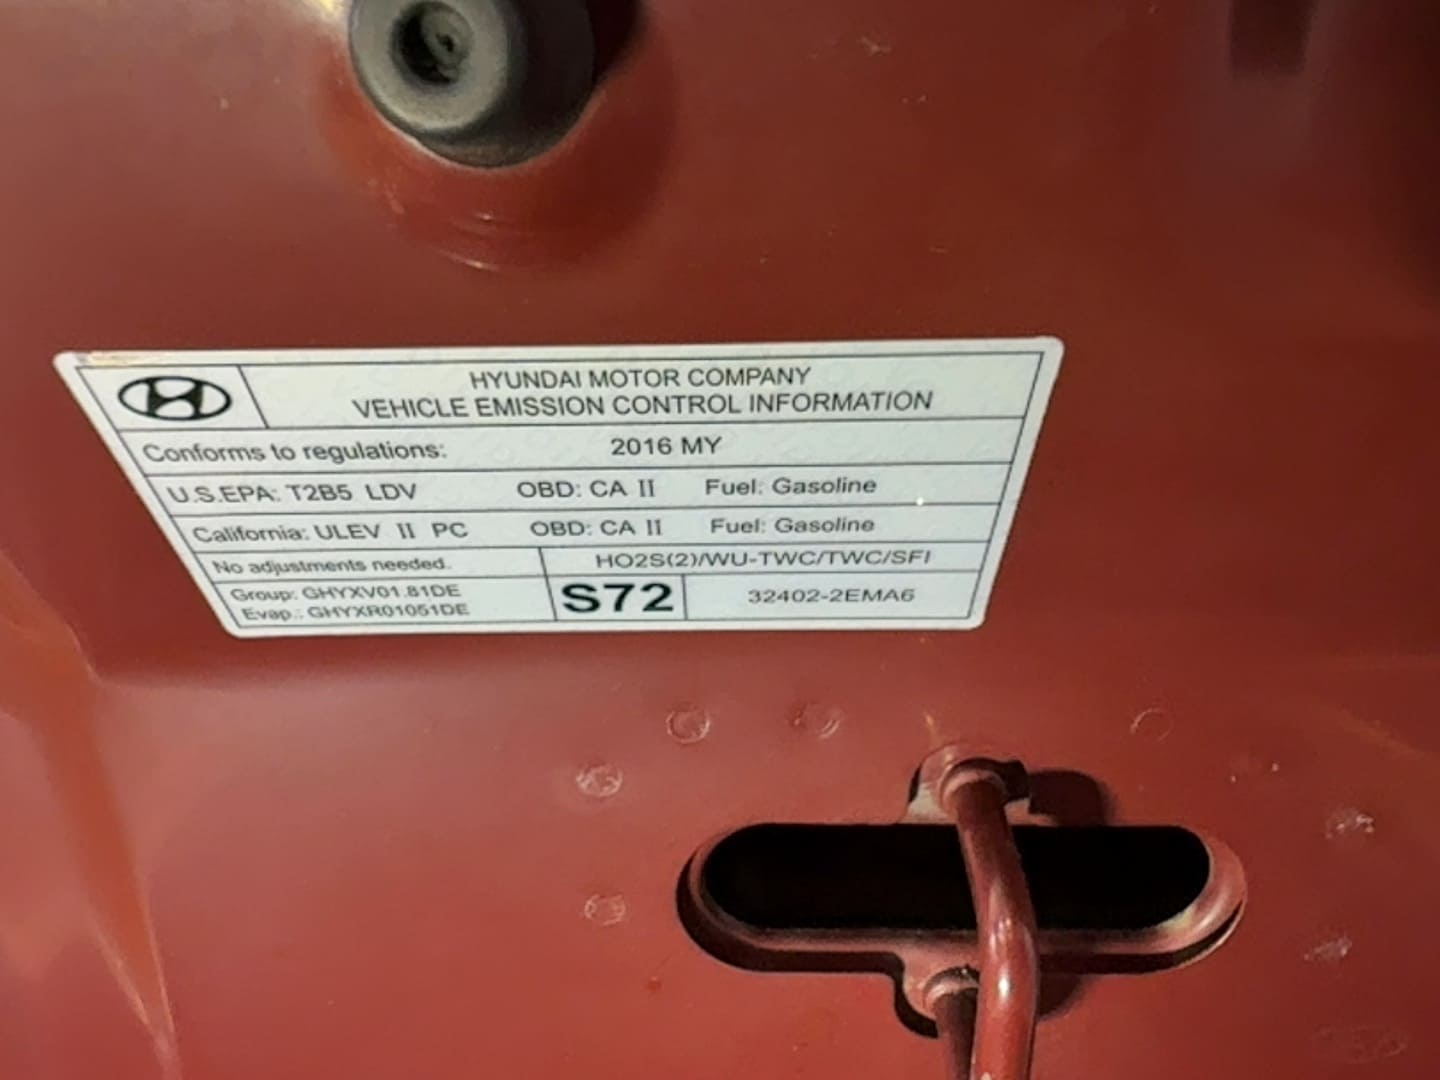 HYUNDAI MOTOR COMPANY
VEHICLE EMISSION CONTROL INFORMATION
Conforms to regulations: 2016 MY
U.S.EPA: T2B5 LDV OBD: CA II Fuel: Gasoline
California: ULEV II PC OBD: CA II Fuel: Gasoline
No adjustments needed. HO2S(2)/WU-TWC/TWC/SFI
Group: GHYXV01.81DE
Evap.: GHYXR01051DE
S72 32402-2EMA6